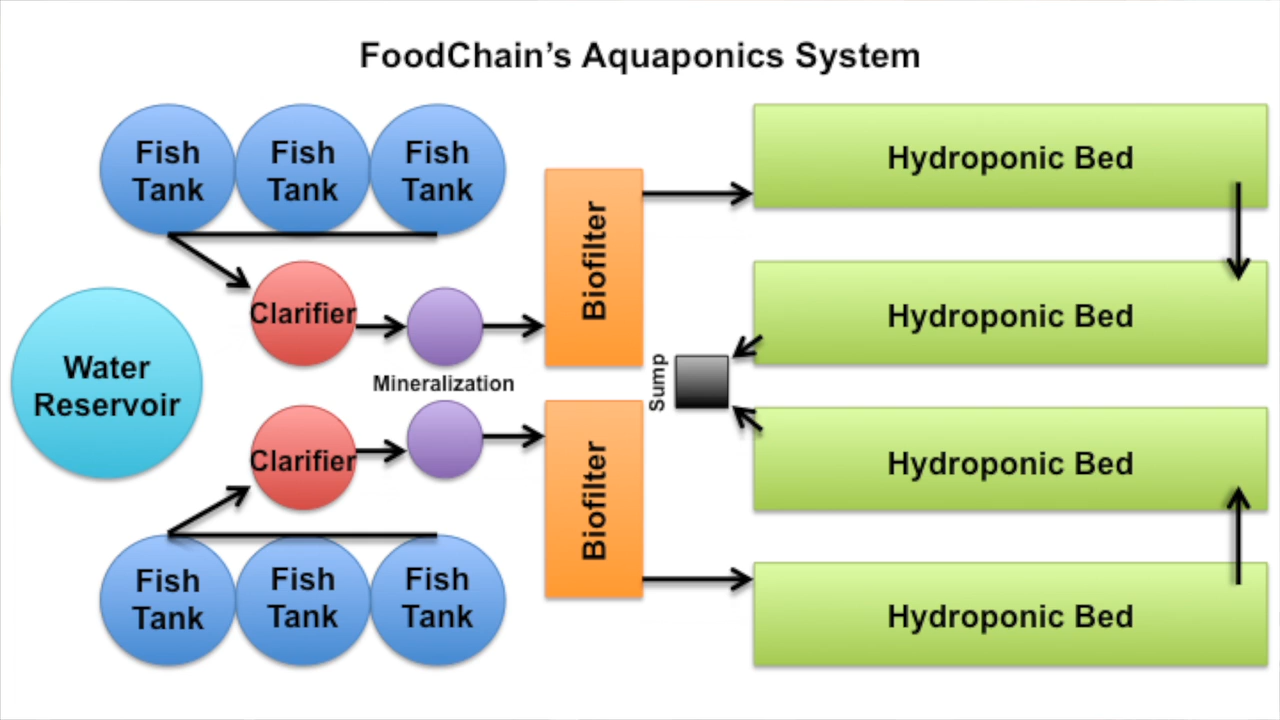 FoodChain’s Aquaponics System
Fish
Tank
Fish
Tank
Fish
Tank
Clarifier
Mineralization
Biofilter
Hydroponic Bed
Hydroponic Bed
Water
Reservoir
Sump
Clarifier
Biofilter
Hydroponic Bed
Hydroponic Bed
Fish
Tank
Fish
Tank
Fish
Tank